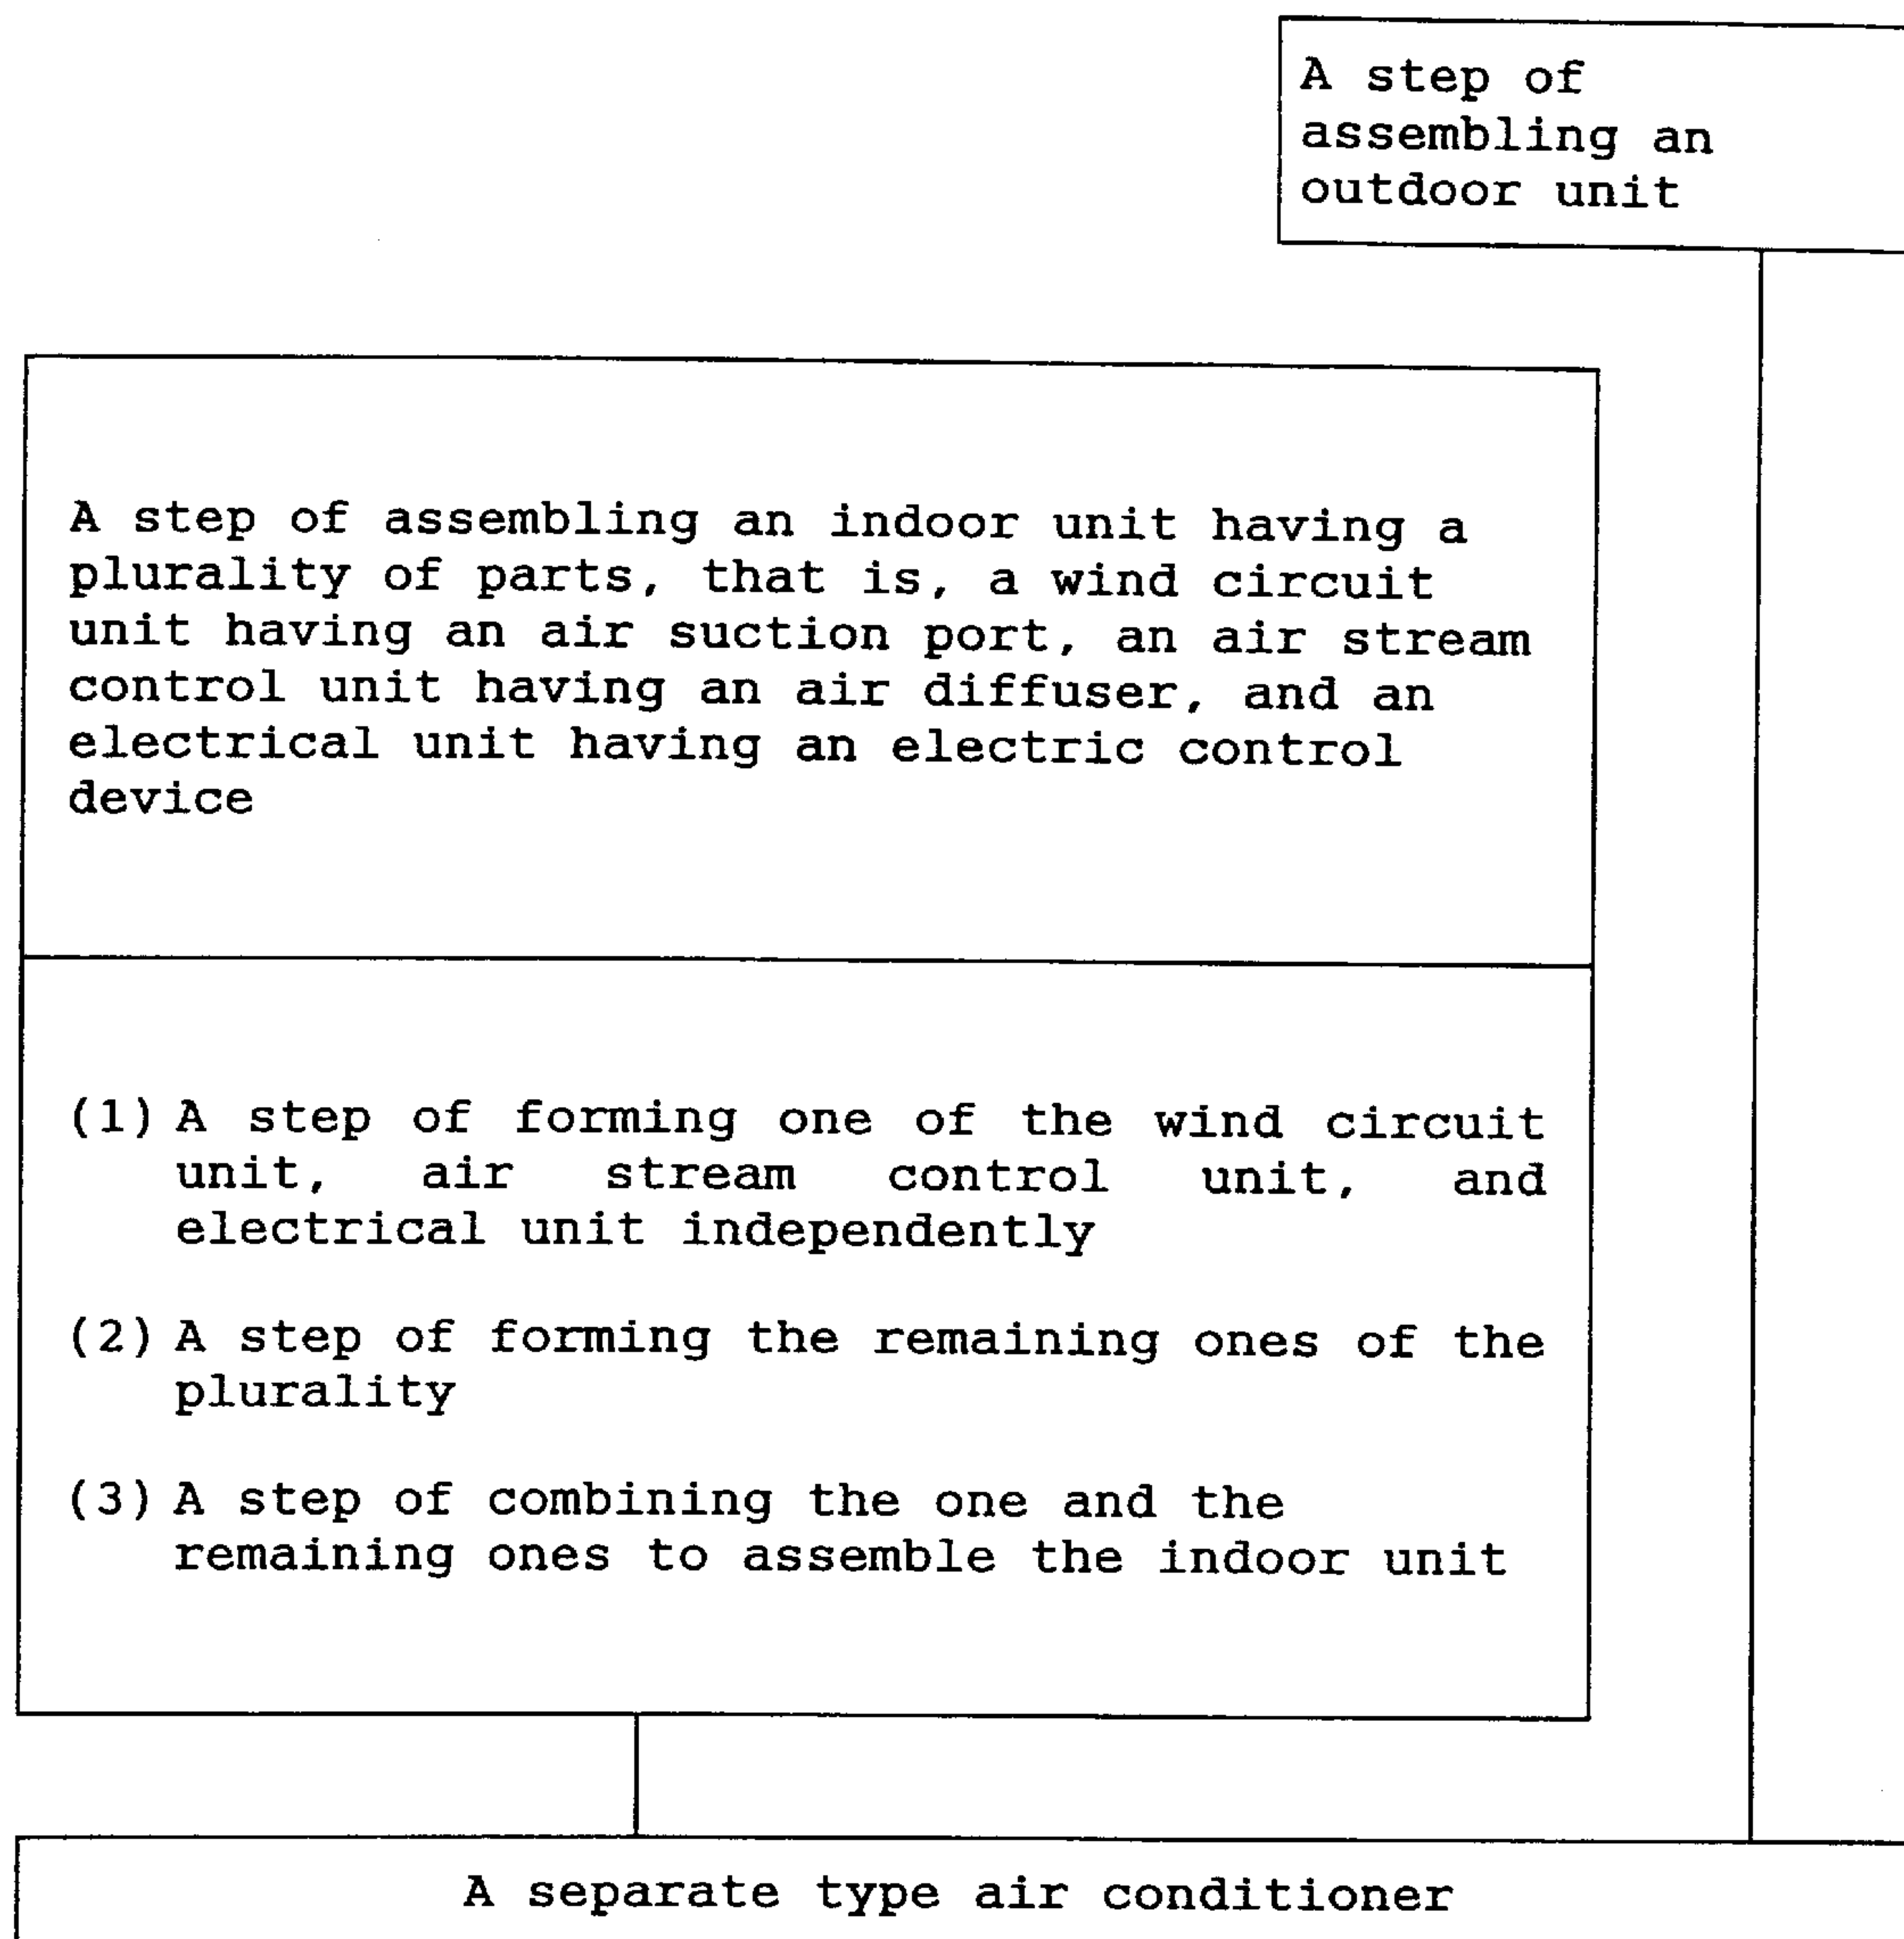 A step of
assembling an
outdoor unit
A step of assembling an indoor unit having a
plurality of parts, that is, a wind circuit
unit having an air suction port, an air stream
control unit having an air diffuser, and an
electrical unit having an electric control
device
(1) A step of forming one of the wind circuit
unit, air stream control unit, and
electrical unit independently
(2) A step of forming the remaining ones of the
plurality
(3) A step of combining the one and the
remaining ones to assemble the indoor unit
A separate type air conditioner